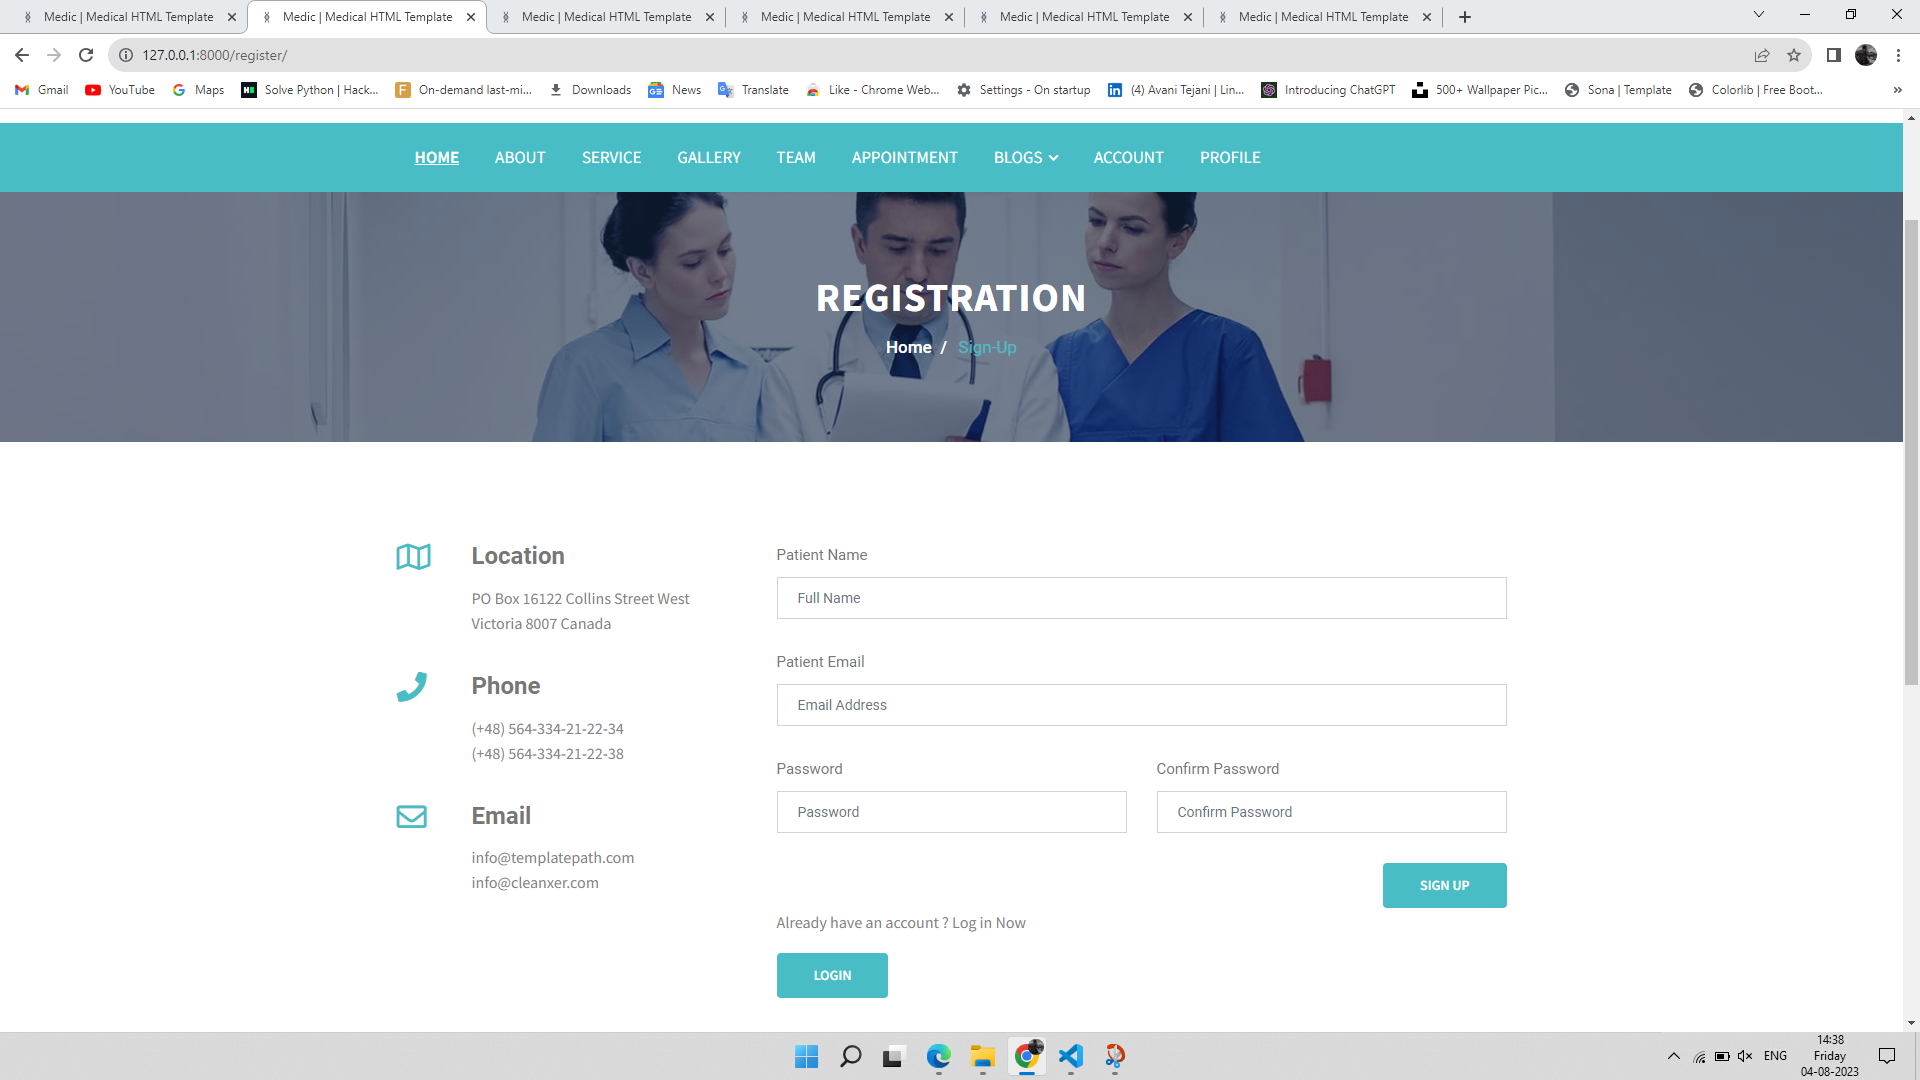 Medic | Medical HTML Template
Medic | Medical HTML Template
Medic | Medical HTML Template
Medic | Medical HTML Template
Medic | Medical HTML Template
Medic | Medical HTML Template
127.0.0.1:8000/register/
Gmail YouTube Maps Solve Python | Hack... On-demand last-mi... Downloads News Translate Like - Chrome Web... Settings - On startup (4) Avani Tejani | Lin... Introducing ChatGPT 500+ Wallpaper Pic... Sona | Template Colorlib | Free Boot... »
HOME ABOUT SERVICE GALLERY TEAM APPOINTMENT BLOGS ACCOUNT PROFILE
REGISTRATION
Home / Sign-Up
Location
PO Box 16122 Collins Street West
Victoria 8007 Canada
Phone
(+48) 564-334-21-22-34
(+48) 564-334-21-22-38
Email
info@templatepath.com
info@cleanxer.com
Patient Name
Full Name
Patient Email
Email Address
Password
Password
Confirm Password
Confirm Password
SIGN UP
Already have an account ? Log in Now
LOGIN
ENG
14:38
Friday
04-08-2023